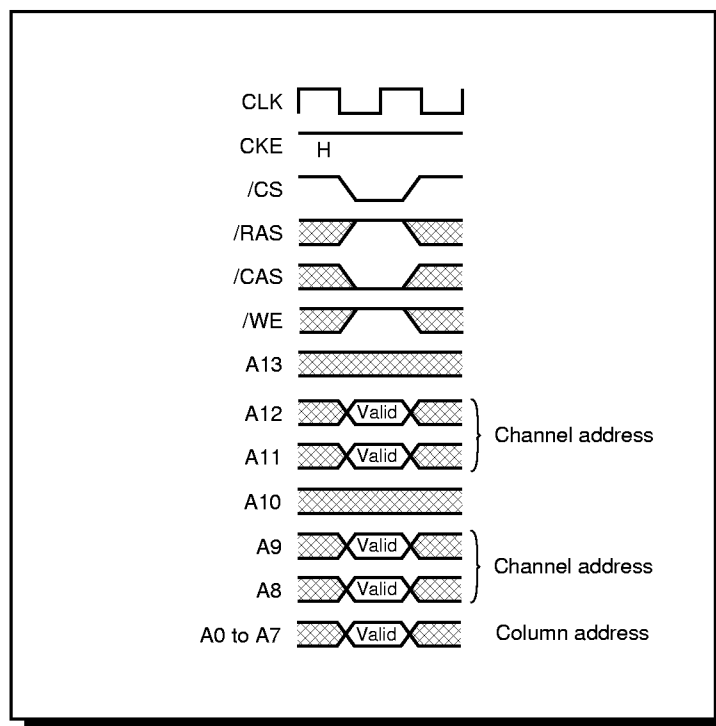 CLK
CKE H
/CS
/RAS
/CAS
/WE
A13
A12 Valid
Channel address
A11 Valid
A10
A9 Valid
Channel address
A8 Valid
A0 to A7 Valid Column address